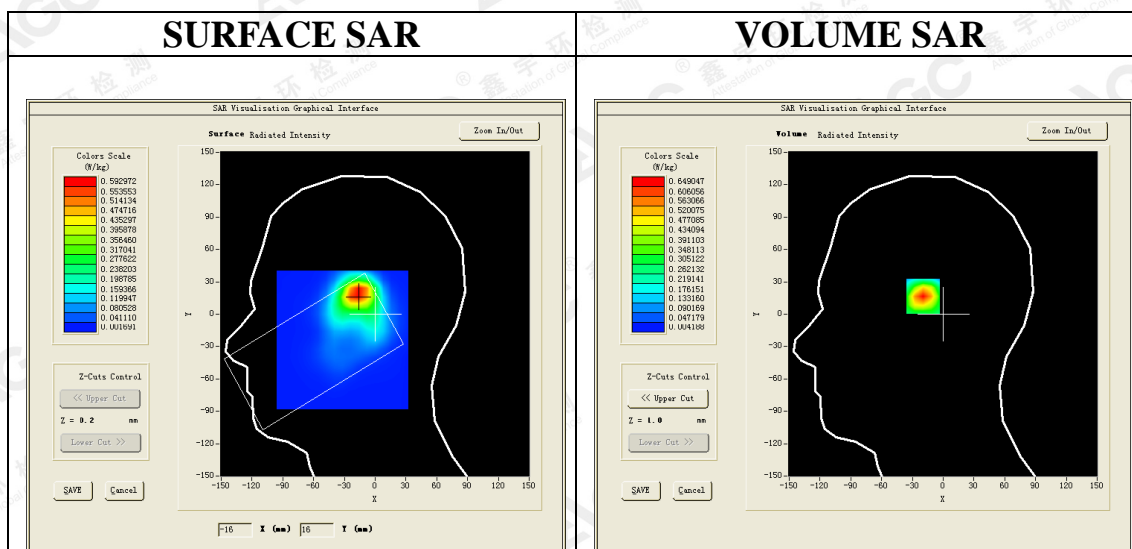 SURFACE SAR
SAR Visualisation Graphical Interface
Surface Radiated Intensity
Zoom In/Out
Colors Scale
(W/kg)
0.592972
0.553553
0.514134
0.474716
0.435297
0.395878
0.356460
0.317041
0.277622
0.238203
0.198785
0.159366
0.119947
0.080528
0.041110
0.001691
150
120
90
60
30
0
-30
-60
-90
-120
-150
Y
-150 -120 -90 -60 -30 0 30 60 90 120 150
X
Z-Cuts Control
<< Upper Cut
Z = 0.2 mm
Lower Cut >>
SAVE Cancel
-16 X (mm) 16 Y (mm)
VOLUME SAR
SAR Visualisation Graphical Interface
Volume Radiated Intensity
Zoom In/Out
Colors Scale
(W/kg)
0.649047
0.606056
0.563066
0.520075
0.477085
0.434094
0.391103
0.348113
0.305122
0.262132
0.219141
0.176151
0.133160
0.090169
0.047179
0.004188
150
120
90
60
30
0
-30
-60
-90
-120
-150
Y
-150 -120 -90 -60 -30 0 30 60 90 120 150
X
Z-Cuts Control
<< Upper Cut
Z = 1.0 mm
Lower Cut >>
SAVE Cancel